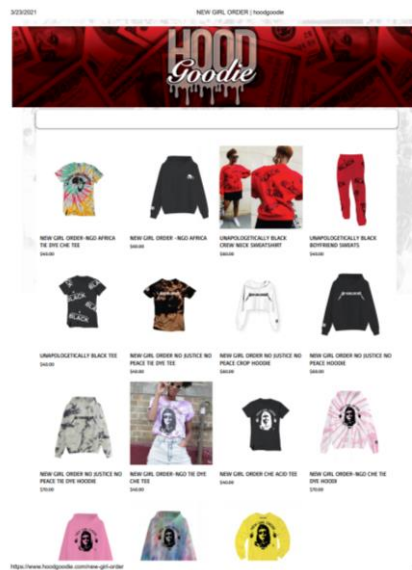 3/23/2021
NEW GIRL ORDER | hoodgoodie
HOOD
Goodie
NEW GIRL ORDER-NGO AFRICA
TIE DYE CHE TEE
NEW GIRL ORDER -NGO AFRICA
UNAPOLOGETICALLY BLACK
CREW NECK SWEATSHIRT
UNAPOLOGETICALLY BLACK
BOYFRIEND SWEATS
UNAPOLOGETICALLY BLACK TEE
NEW GIRL ORDER NO JUSTICE NO
PEACE TIE DYE TEE
NEW GIRL ORDER NO JUSTICE NO
PEACE CROP HOODIE
NEW GIRL ORDER NO JUSTICE NO
PEACE HOODIE
NEW GIRL ORDER NO JUSTICE NO
PEACE TIE DYE HOODIE
$70.00
NEW GIRL ORDER-NGO TIE DYE
CHE TEE
NEW GIRL ORDER CHE ACID TEE
NEW GIRL ORDER-NGO CHE TIE
DYE HOODI
$70.00
https://www.hoodgoodie.com/new-girl-order